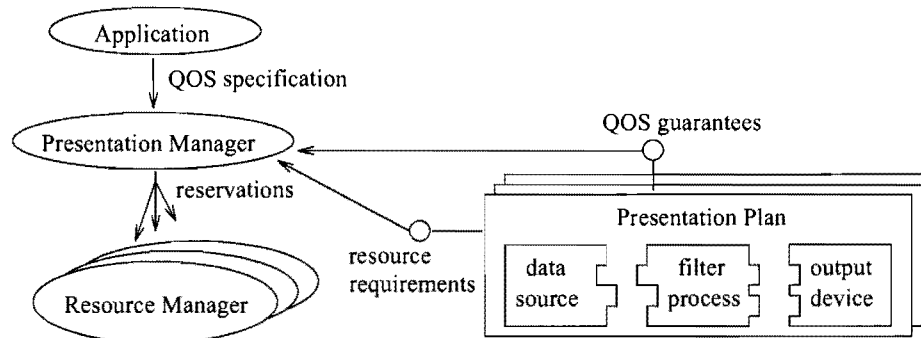 Application
QOS specification
QOS guarantees
Presentation Manager
reservations
Presentation Plan
resource
requirements
data
source
filter
process
output
device
Resource Manager